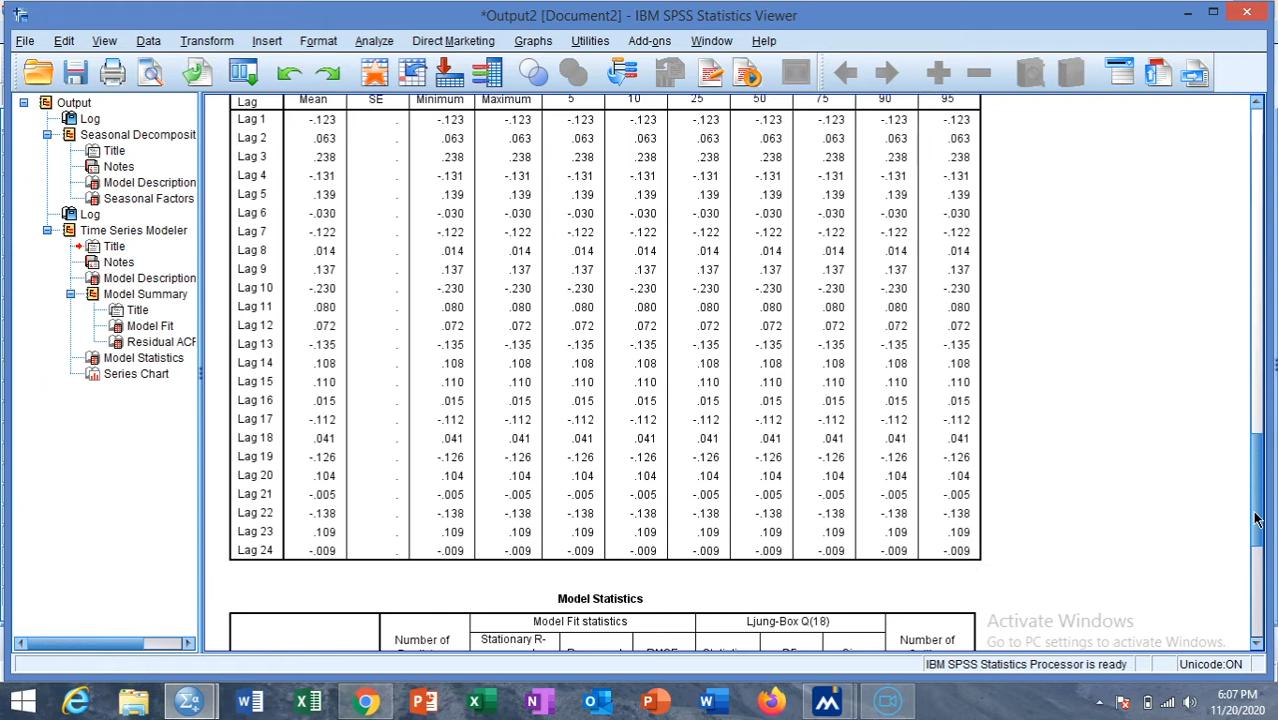 *Output2 [Document2] - IBM SPSS Statistics Viewer
File Edit View Data Transform Insert Format Analyze Direct Marketing Graphs Utilities Add-ons Window Help
Output
Log
Seasonal Decomposit
Title
Notes
Model Description
Seasonal Factors
Log
Time Series Modeler
Title
Notes
Model Description
Model Summary
Title
Model Fit
Residual ACF
Model Statistics
Series Chart
Lag Mean SE Minimum Maximum 5 10 25 50 75 90 95
Lag 1 -.123 . -.123 -.123 -.123 -.123 -.123 -.123 -.123 -.123 -.123
Lag 2 .063 . .063 .063 .063 .063 .063 .063 .063 .063 .063
Lag 3 .238 . .238 .238 .238 .238 .238 .238 .238 .238 .238
Lag 4 -.131 . -.131 -.131 -.131 -.131 -.131 -.131 -.131 -.131 -.131
Lag 5 .139 . .139 .139 .139 .139 .139 .139 .139 .139 .139
Lag 6 -.030 . -.030 -.030 -.030 -.030 -.030 -.030 -.030 -.030 -.030
Lag 7 -.122 . -.122 -.122 -.122 -.122 -.122 -.122 -.122 -.122 -.122
Lag 8 .014 . .014 .014 .014 .014 .014 .014 .014 .014 .014
Lag 9 .137 . .137 .137 .137 .137 .137 .137 .137 .137 .137
Lag 10 -.230 . -.230 -.230 -.230 -.230 -.230 -.230 -.230 -.230 -.230
Lag 11 .080 . .080 .080 .080 .080 .080 .080 .080 .080 .080
Lag 12 .072 . .072 .072 .072 .072 .072 .072 .072 .072 .072
Lag 13 -.135 . -.135 -.135 -.135 -.135 -.135 -.135 -.135 -.135 -.135
Lag 14 .108 . .108 .108 .108 .108 .108 .108 .108 .108 .108
Lag 15 .110 . .110 .110 .110 .110 .110 .110 .110 .110 .110
Lag 16 .015 . .015 .015 .015 .015 .015 .015 .015 .015 .015
Lag 17 -.112 . -.112 -.112 -.112 -.112 -.112 -.112 -.112 -.112 -.112
Lag 18 .041 . .041 .041 .041 .041 .041 .041 .041 .041 .041
Lag 19 -.126 . -.126 -.126 -.126 -.126 -.126 -.126 -.126 -.126 -.126
Lag 20 .104 . .104 .104 .104 .104 .104 .104 .104 .104 .104
Lag 21 -.005 . -.005 -.005 -.005 -.005 -.005 -.005 -.005 -.005 -.005
Lag 22 -.138 . -.138 -.138 -.138 -.138 -.138 -.138 -.138 -.138 -.138
Lag 23 .109 . .109 .109 .109 .109 .109 .109 .109 .109 .109
Lag 24 -.009 . -.009 -.009 -.009 -.009 -.009 -.009 -.009 -.009 -.009
Model Statistics
Model Fit statistics Ljung-Box Q(18)
Number of Stationary R- Number of
Activate Windows
Go to PC settings to activate Windows.
IBM SPSS Statistics Processor is ready Unicode:ON
6:07 PM
11/20/2020